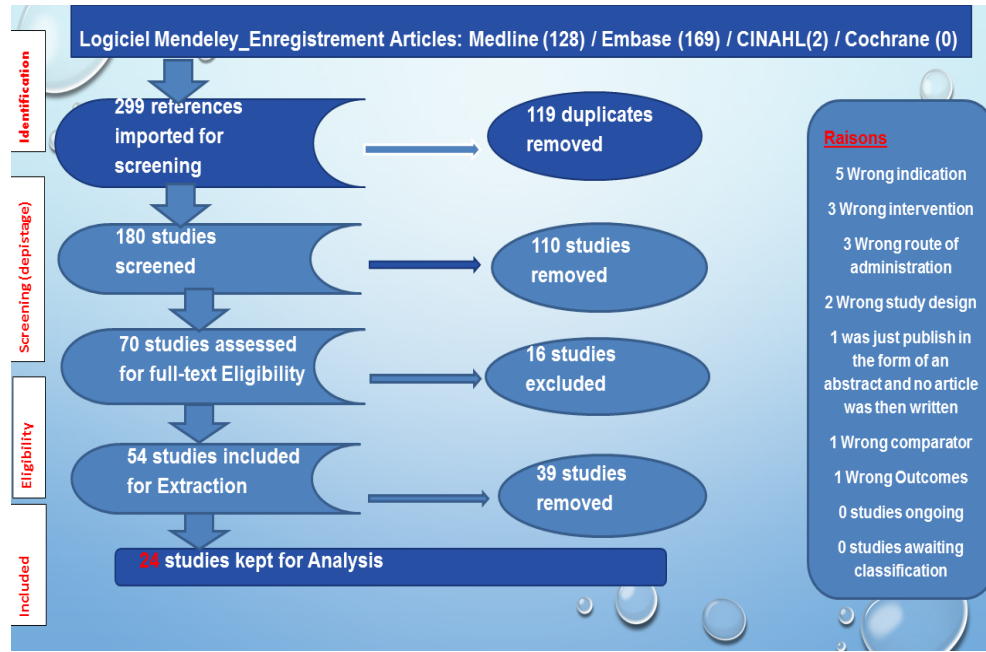 Logiciel Mendeley_Enregistrement Articles: Medline (128) / Embase (169) / CINAHL(2) / Cochrane (0)
Identification
299 references
imported for
screening
119 duplicates
removed
Screening (depistage)
180 studies
screened
110 studies
removed
70 studies assessed
for full-text Eligibility
16 studies
excluded
Eligibility
54 studies included
for Extraction
39 studies
removed
Included
24 studies kept for Analysis
Raisons
5 Wrong indication
3 Wrong intervention
3 Wrong route of
administration
2 Wrong study design
1 was just publish in
the form of an
abstract and no article
was then written
1 Wrong comparator
1 Wrong Outcomes
0 studies ongoing
0 studies awaiting
classification